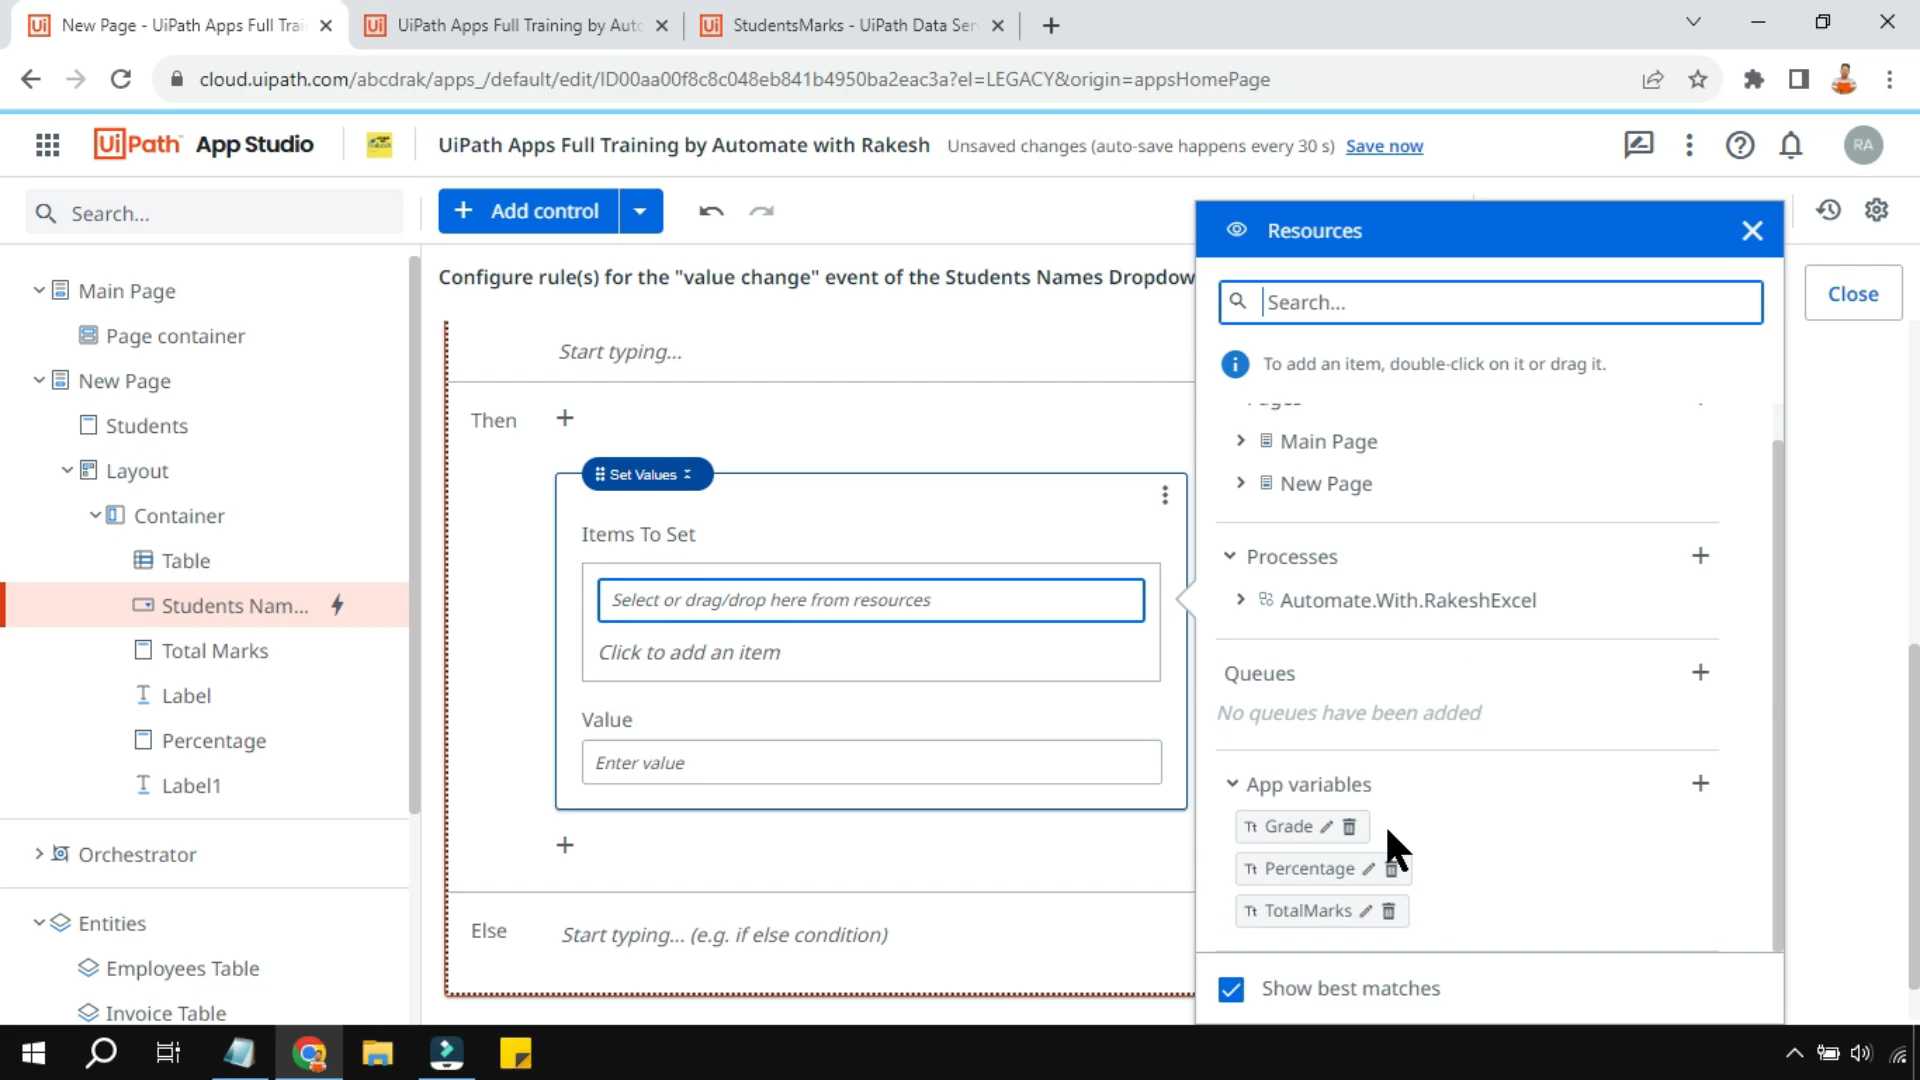 New Page - UiPath Apps Full Trai
UiPath Apps Full Training by Auto
StudentsMarks - UiPath Data Ser
cloud.uipath.com/abcdrak/apps_/default/edit/ID00aa00f8c8c048eb841b4950ba2eac3a?el=LEGACY&origin=appsHomePage
UiPath App Studio
UiPath Apps Full Training by Automate with Rakesh
Unsaved changes (auto-save happens every 30 s) Save now
RA
Search...
Add control
Resources
Configure rule(s) for the "value change" event of the Students Names Dropdow
Close
Main Page
Page container
New Page
Students
Layout
Container
Table
Students Nam...
Total Marks
Label
Percentage
Label1
Orchestrator
Entities
Employees Table
Invoice Table
Start typing...
Then
Set Values
Items To Set
Select or drag/drop here from resources
Click to add an item
Value
Enter value
Else
Start typing... (e.g. if else condition)
Search...
To add an item, double-click on it or drag it.
Main Page
New Page
Processes
Automate.With.RakeshExcel
Queues
No queues have been added
App variables
Tt Grade
Tt Percentage
Tt TotalMarks
Show best matches